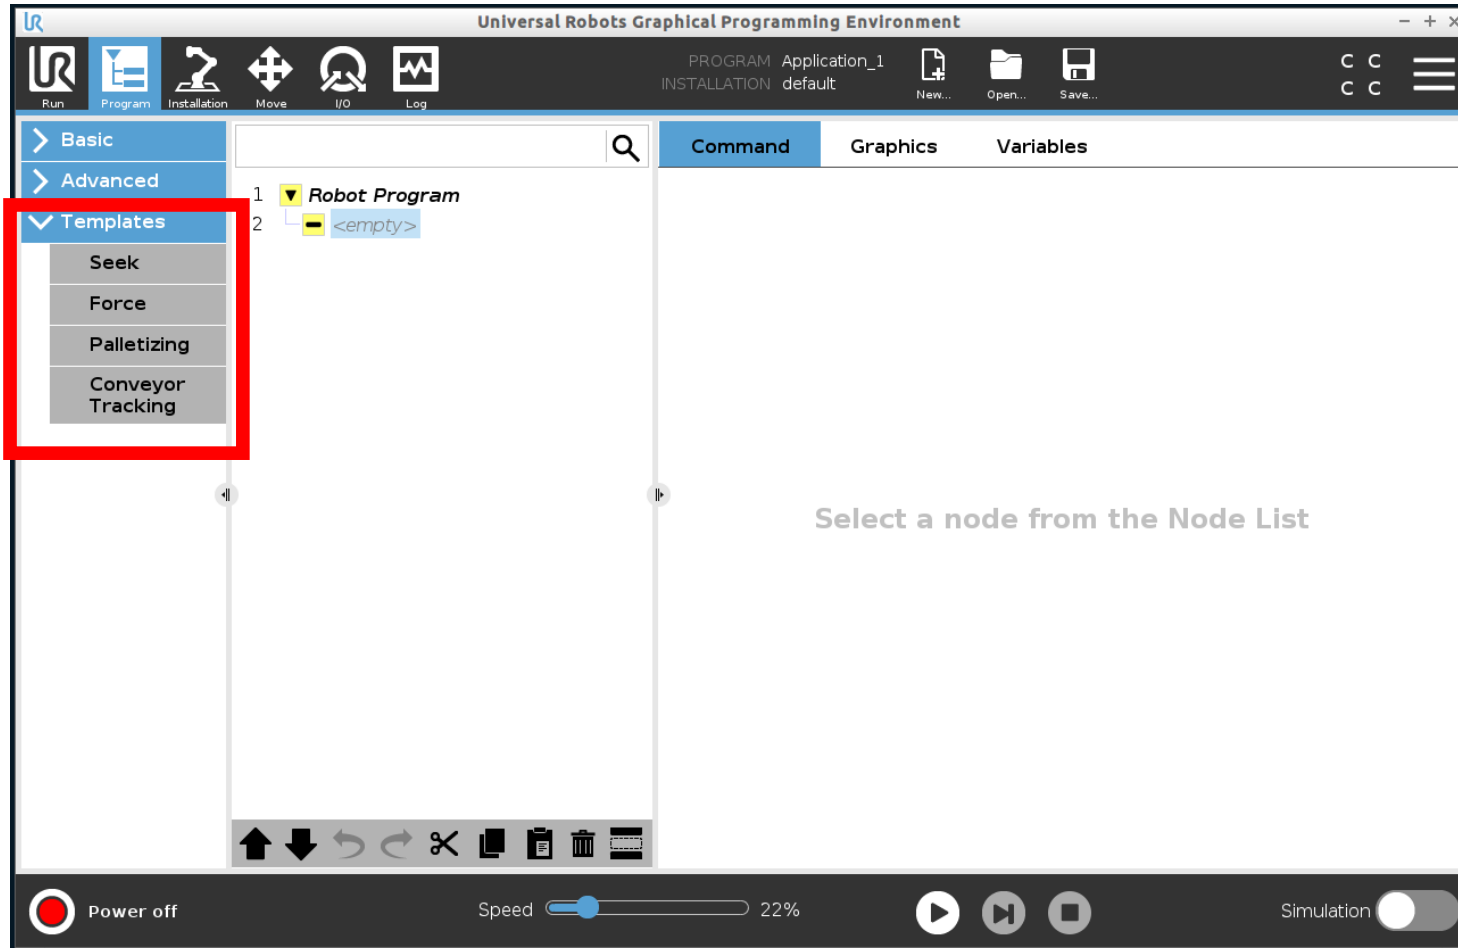 Universal Robots Graphical Programming Environment
PROGRAM Application_1
INSTALLATION default
Run
Program
Installation
Move
I/O
Log
New...
Open...
Save...
C C
C C
Basic
Advanced
Templates
Seek
Force
Palletizing
Conveyor
Tracking
1 Robot Program
2 <empty>
Command
Graphics
Variables
Select a node from the Node List
Power off
Speed
22%
Simulation